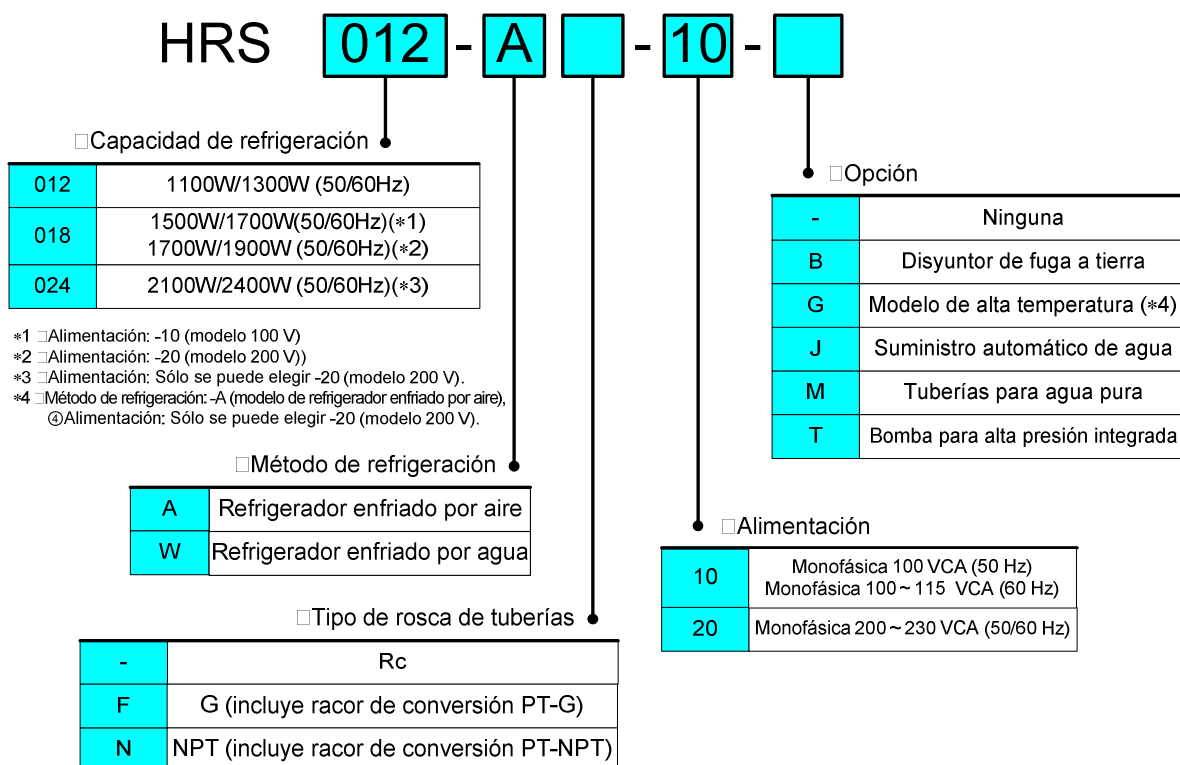 HRS 012 - A - 10 -
□Capacidad de refrigeración
012 1100W/1300W (50/60Hz)
018 1500W/1700W(50/60Hz)(*1)
1700W/1900W (50/60Hz)(*2)
024 2100W/2400W (50/60Hz)(*3)
*1 □Alimentación: -10 (modelo 100 V)
*2 □Alimentación: -20 (modelo 200 V))
*3 □Alimentación: Sólo se puede elegir -20 (modelo 200 V).
*4 □Método de refrigeración: -A (modelo de refrigerador enfriado por aire),
④Alimentación: Sólo se puede elegir -20 (modelo 200 V).
□Opción
- Ninguna
B Disyuntor de fuga a tierra
G Modelo de alta temperatura (*4)
J Suministro automático de agua
M Tuberías para agua pura
T Bomba para alta presión integrada
□Método de refrigeración
A Refrigerador enfriado por aire
W Refrigerador enfriado por agua
□Alimentación
10 Monofásica 100 VCA (50 Hz)
Monofásica 100~115 VCA (60 Hz)
20 Monofásica 200~230 VCA (50/60 Hz)
□Tipo de rosca de tuberías
- Rc
F G (incluye racor de conversión PT-G)
N NPT (incluye racor de conversión PT-NPT)